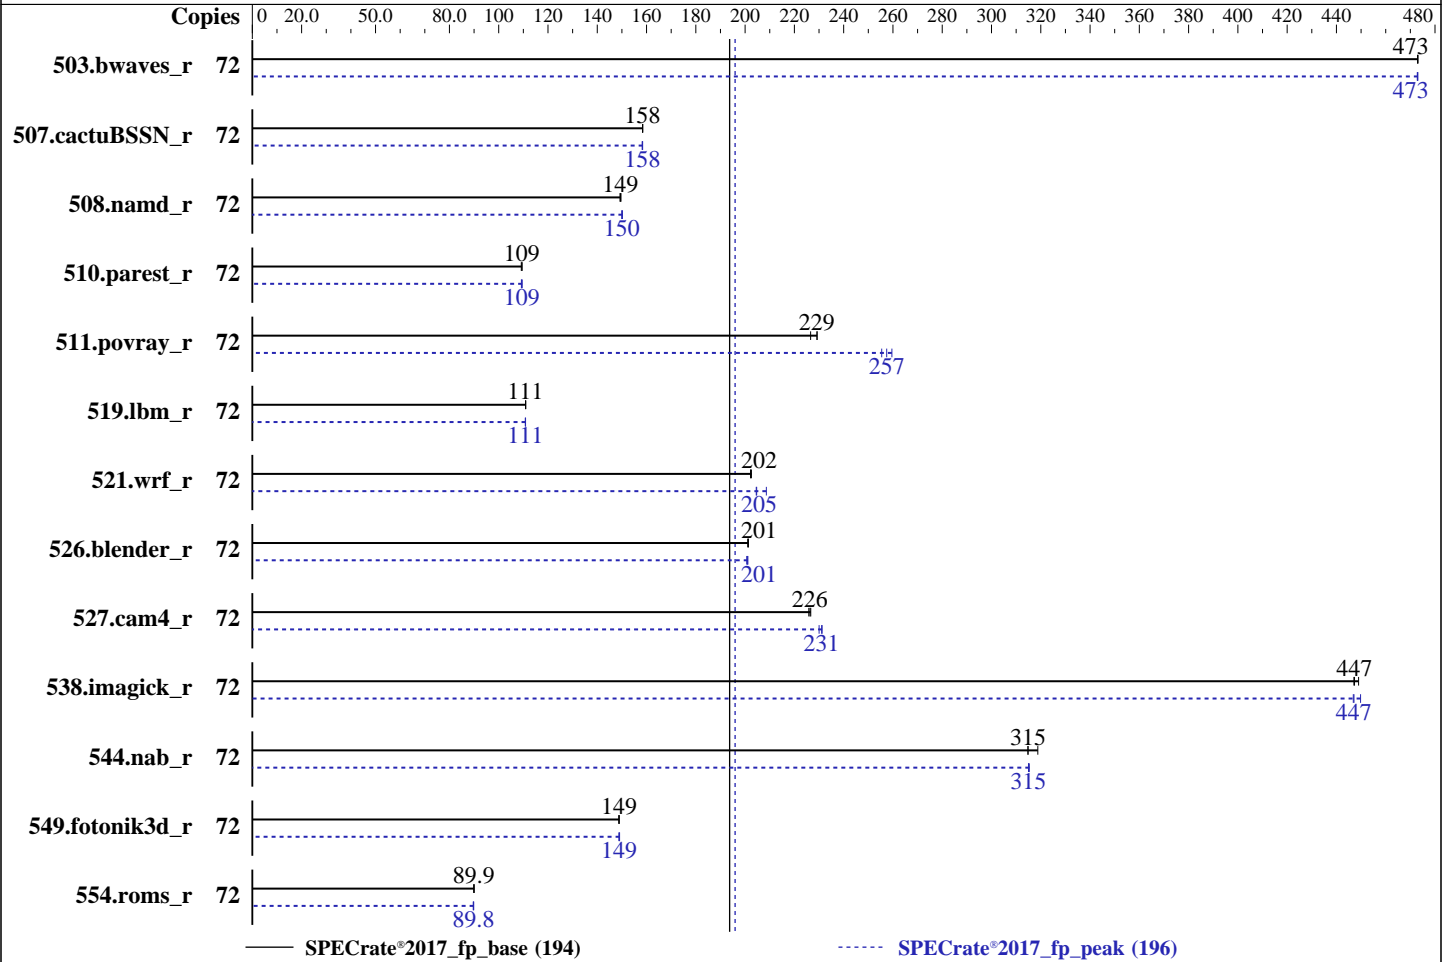 Copies 0 20.0 50.0 80.0 100 120 140 160 180 200 220 240 260 280 300 320 340 360 380 400 420 440 480
473
503.bwaves_r 72
473
158
507.cactuBSSN_r 72
158
149
508.namd_r 72
150
109
510.parest_r 72
109
229
511.povray_r 72
257
111
519.lbm_r 72
111
202
521.wrf_r 72
205
201
526.blender_r 72
201
226
527.cam4_r 72
231
447
538.imagick_r 72
447
315
544.nab_r 72
315
149
549.fotonik3d_r 72
149
89.9
554.roms_r 72
89.8
SPECrate®2017_fp_base (194) SPECrate®2017_fp_peak (196)